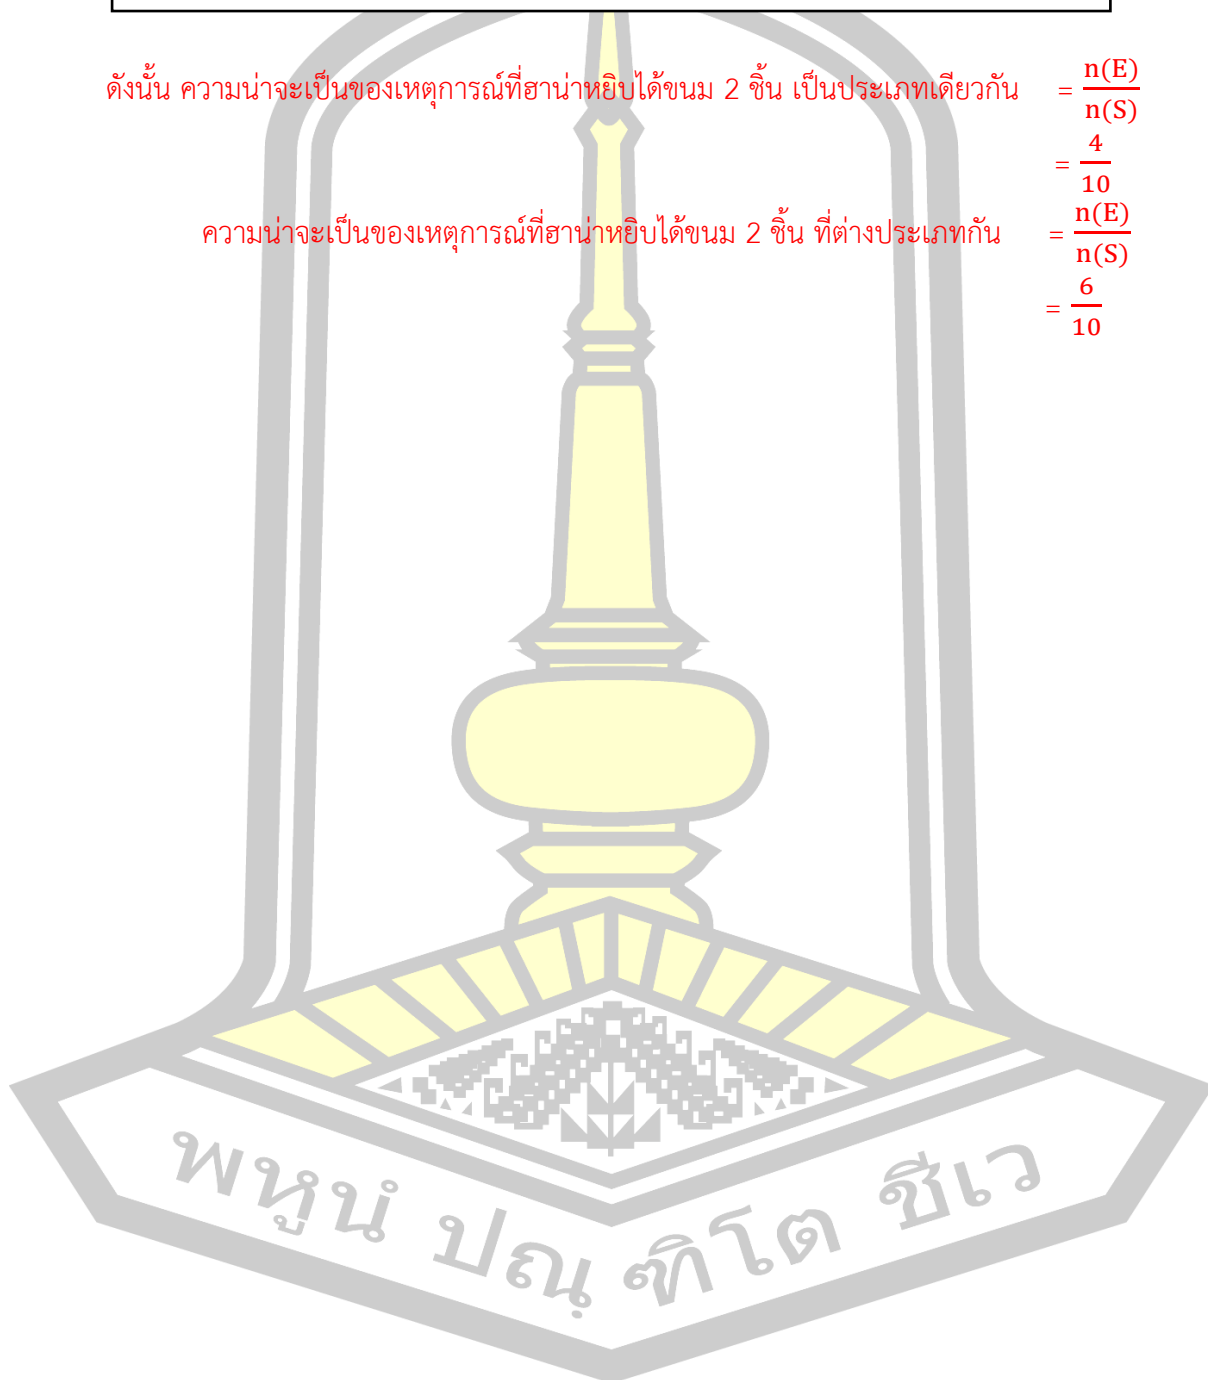 ดังนั้น ความน่าจะเป็นของเหตุการณ์ที่ฮาน่าหยิบได้ขนม 2 ชิ้น เป็นประเภทเดียวกัน = n(E)/n(S)
= 4/10
ความน่าจะเป็นของเหตุการณ์ที่ฮาน่าหยิบได้ขนม 2 ชิ้น ที่ต่างประเภทกัน = n(E)/n(S)
= 6/10
พหูนํ ปณฺฑิโต ชีเว